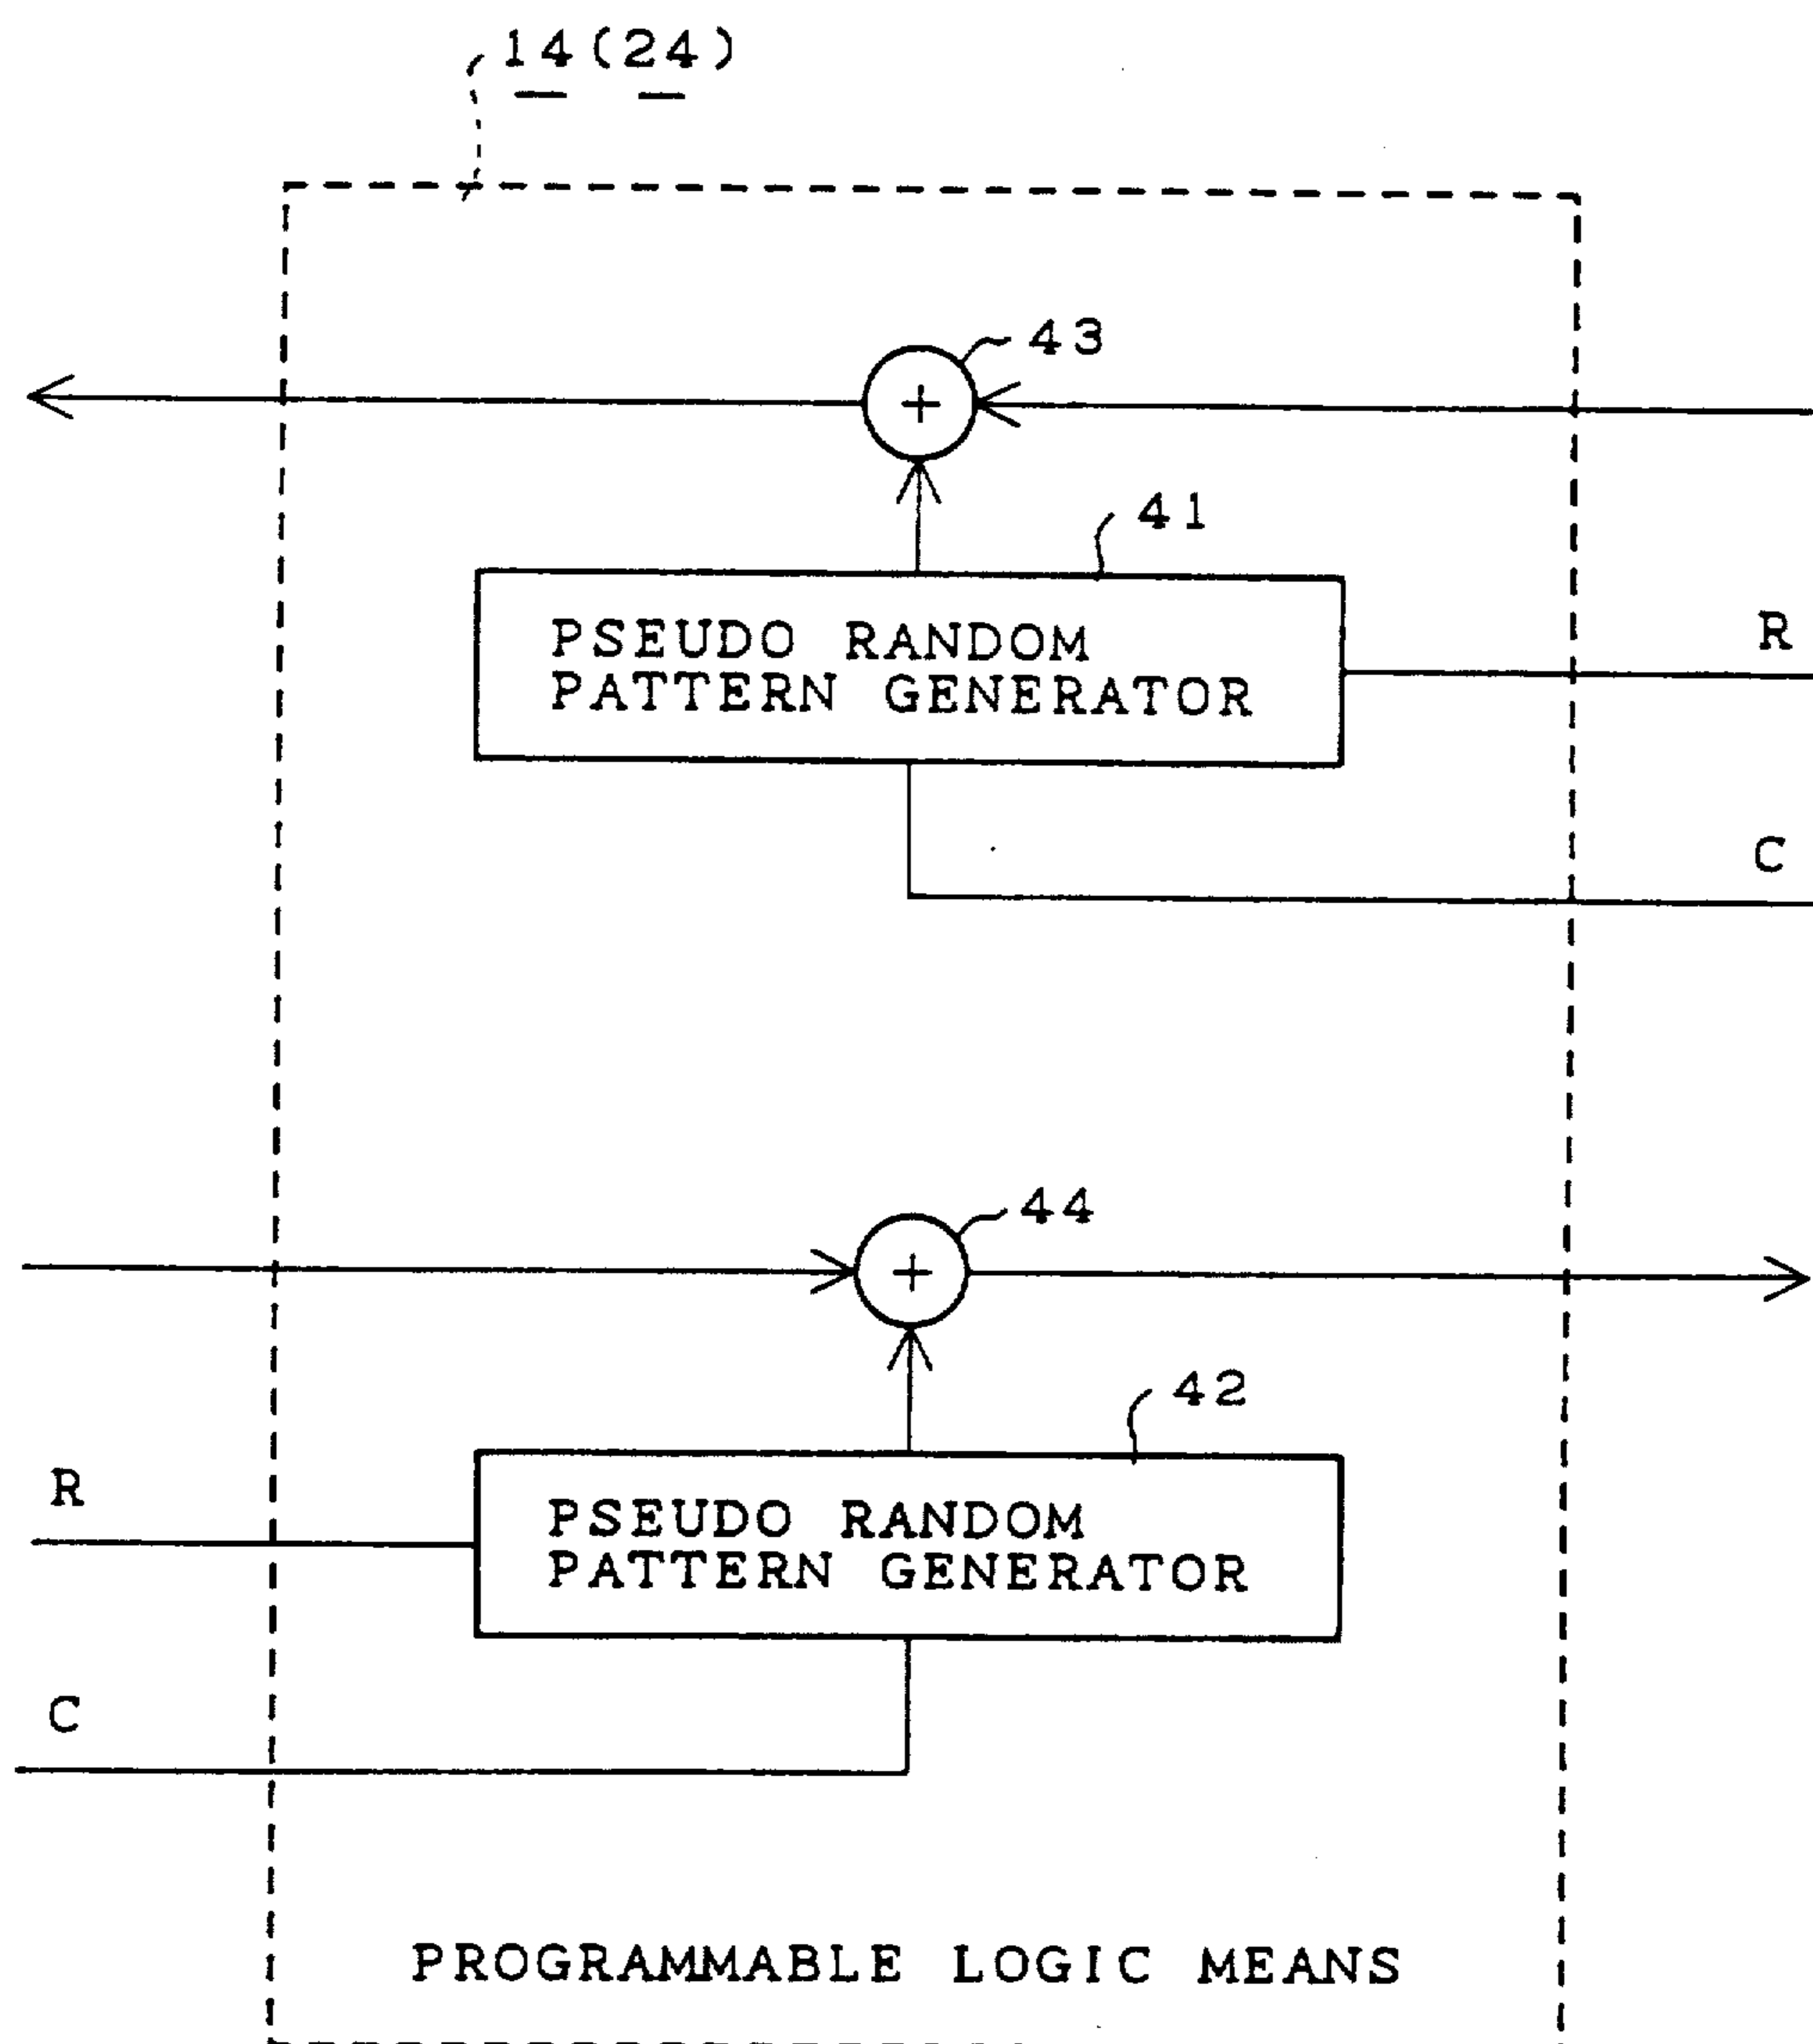 14(24)
43
+
41
PSEUDO RANDOM
PATTERN GENERATOR
R
C
44
+
42
R
PSEUDO RANDOM
PATTERN GENERATOR
C
PROGRAMMABLE LOGIC MEANS